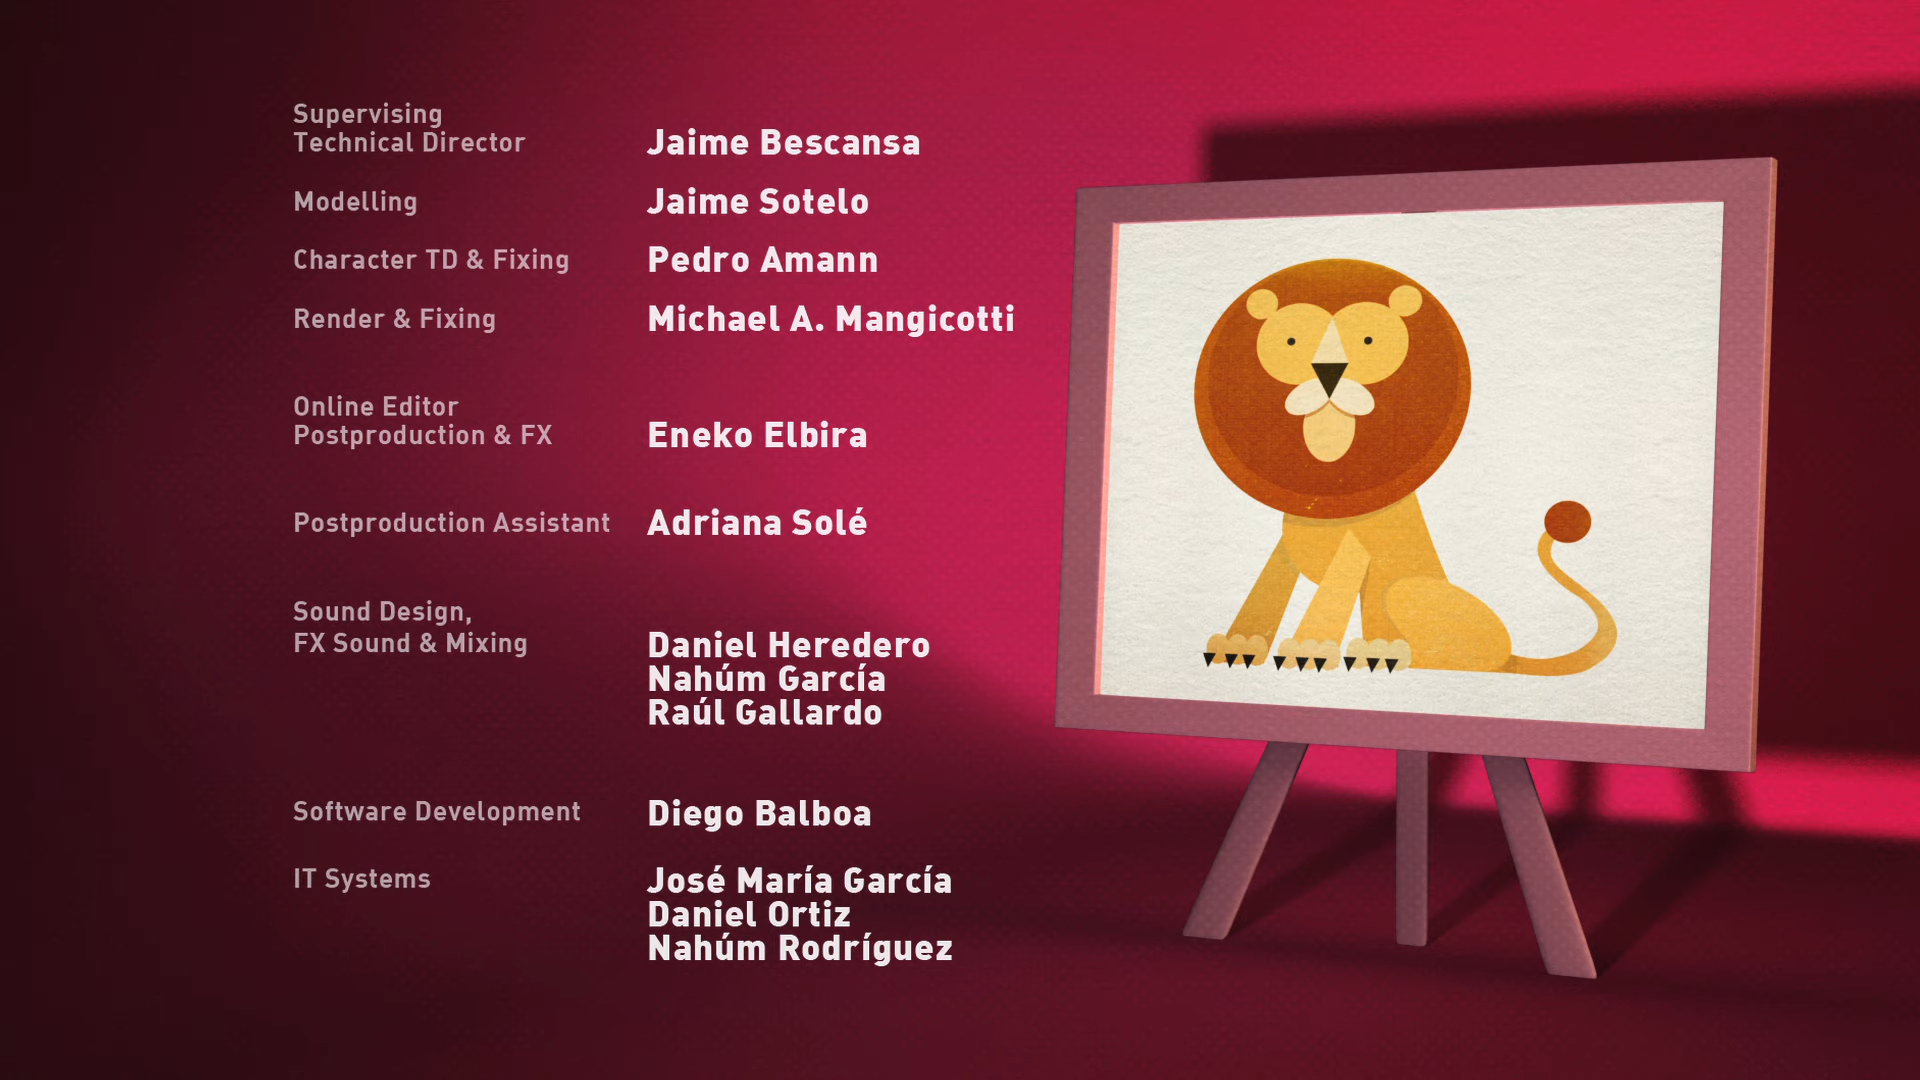 Supervising
Technical Director Jaime Bescansa
Modelling Jaime Sotelo
Character TD & Fixing Pedro Amann
Render & Fixing Michael A. Mangicotti
Online Editor
Postproduction & FX Eneko Elbira
Postproduction Assistant Adriana Solé
Sound Design,
FX Sound & Mixing Daniel Heredero
Nahúm García
Raúl Gallardo
Software Development Diego Balboa
IT Systems José María García
Daniel Ortiz
Nahúm Rodríguez